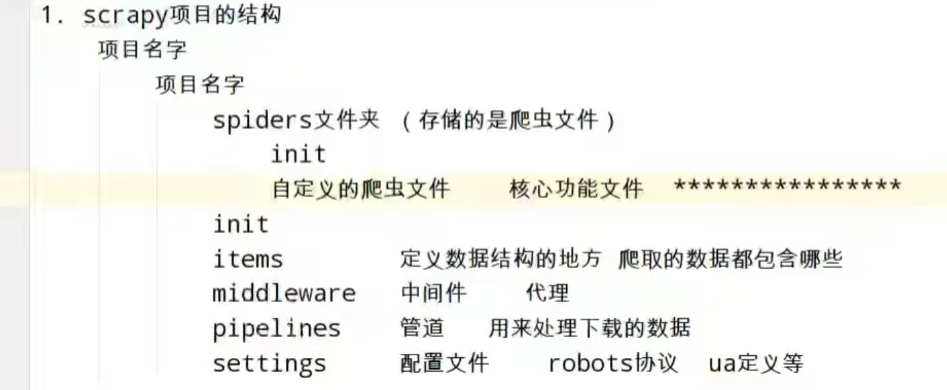 1. scrapy项目的结构
项目名字
项目名字
spiders文件夹 (存储的是爬虫文件)
init
自定义的爬虫文件 核心功能文件 ****************
init
items 定义数据结构的地方 爬取的数据都包含哪些
middleware 中间件 代理
pipelines 管道 用来处理下载的数据
settings 配置文件 robots协议 ua定义等